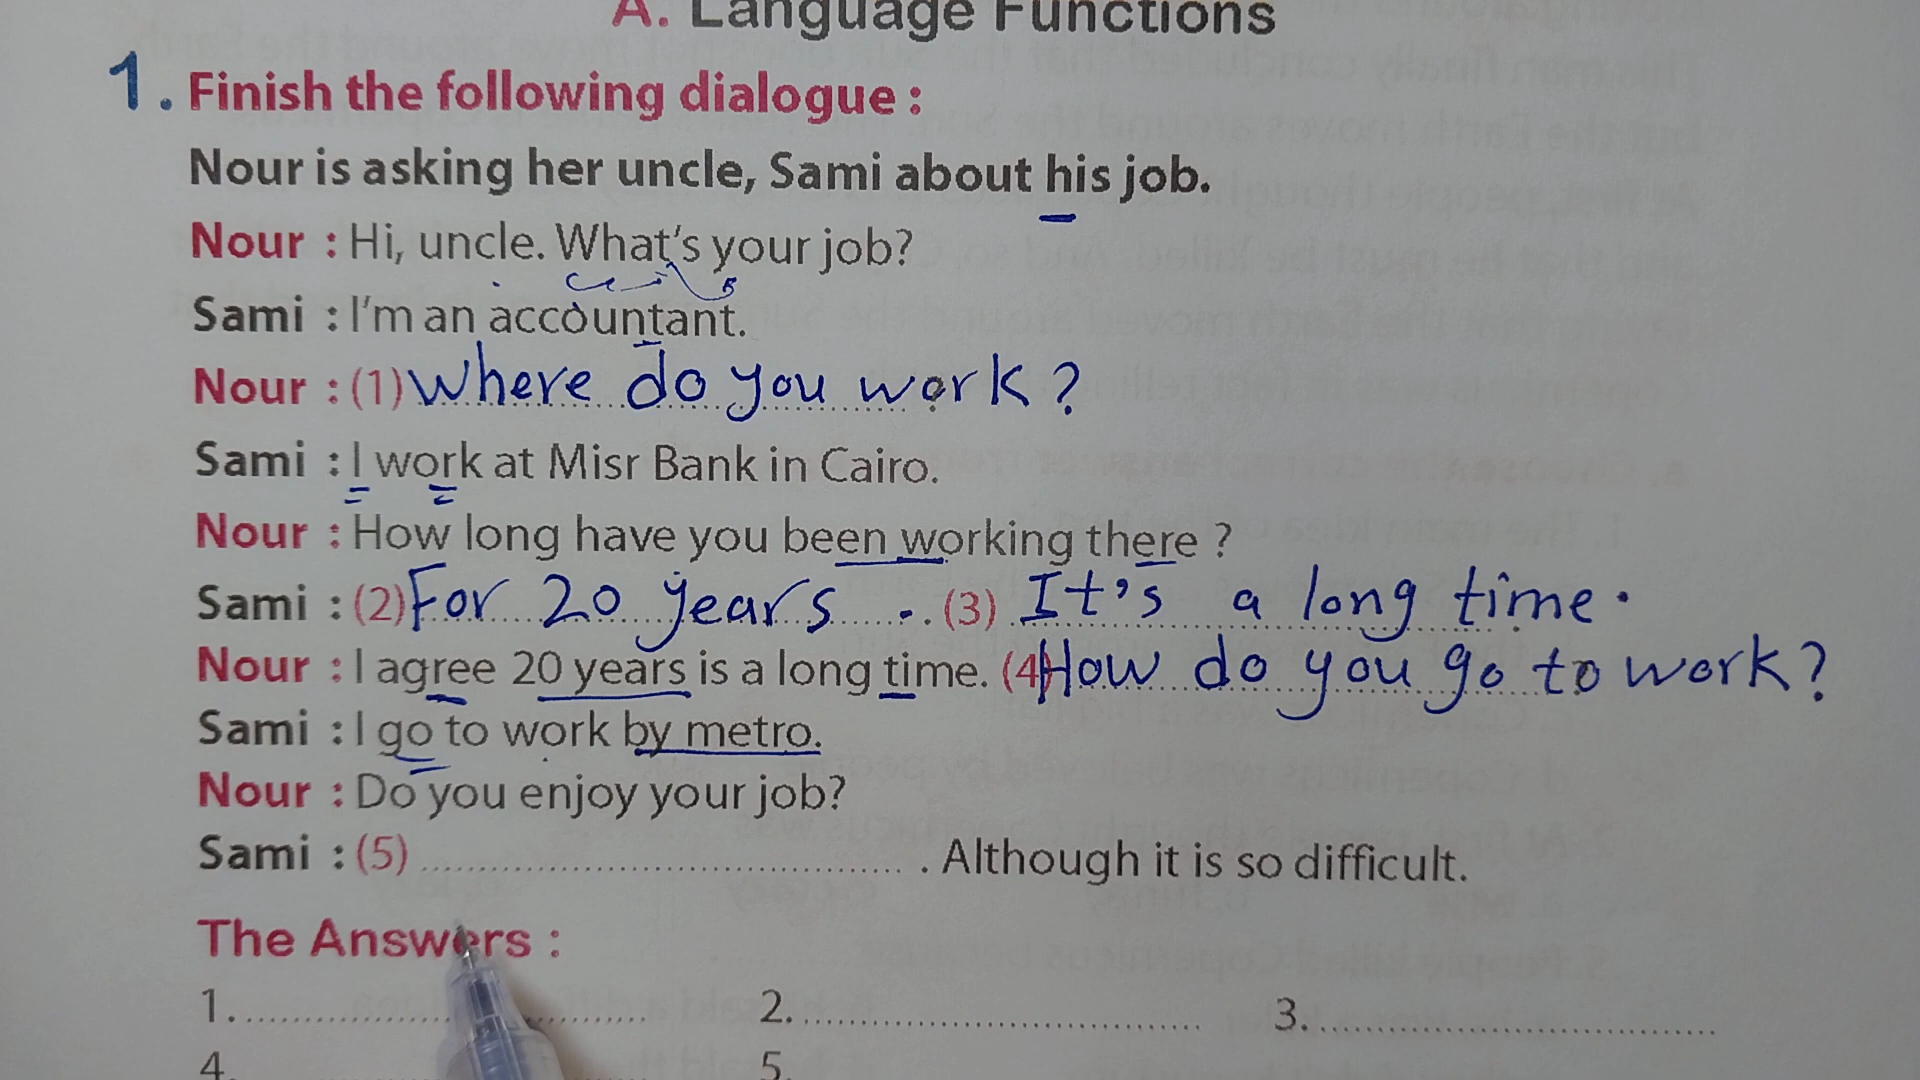 A. Language Functions
1. Finish the following dialogue :
Nour is asking her uncle, Sami about his job.
Nour : Hi, uncle. What's your job?
Sami : I'm an accountant.
Nour : (1) Where do you work ?
Sami : I work at Misr Bank in Cairo.
Nour : How long have you been working there ?
Sami : (2) For 20 years . (3) It's a long time.
Nour : I agree 20 years is a long time. (4) How do you go to work?
Sami : I go to work by metro.
Nour : Do you enjoy your job?
Sami : (5) ........................................ . Although it is so difficult.
The Answers :
1. ........................................ 2. ........................................ 3. ........................................
4. 5.